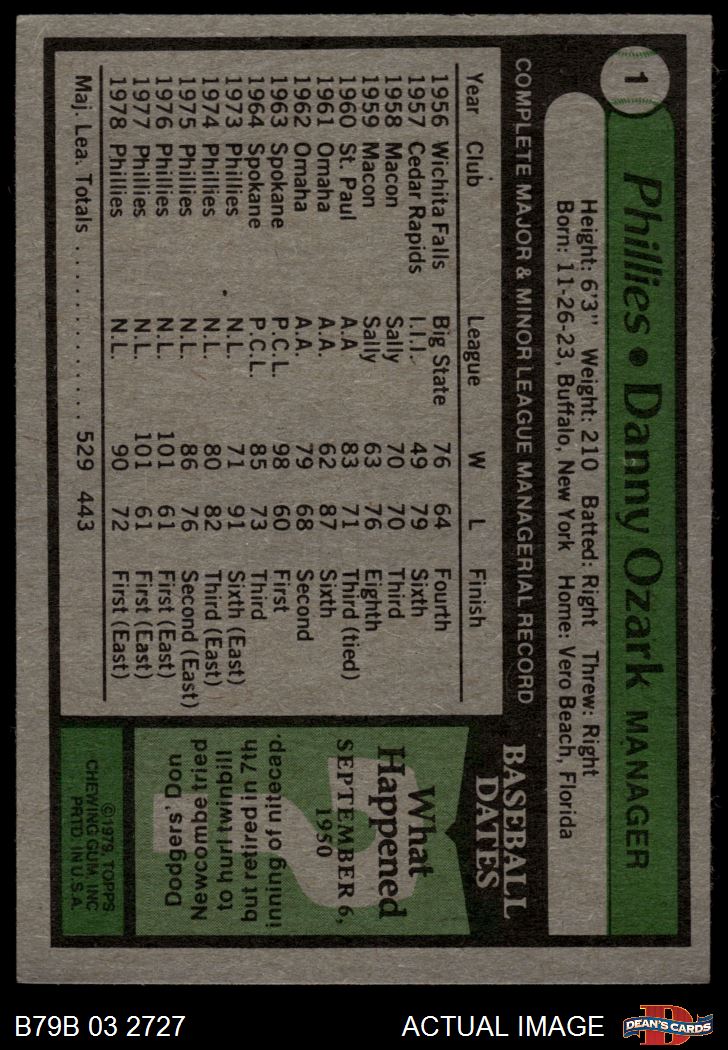 1
Phillies • Danny Ozark MANAGER
Height: 6'3" Weight: 210 Batted: Right Threw: Right
Born: 11-26-23, Buffalo, New York Home: Vero Beach, Florida
COMPLETE MAJOR & MINOR LEAGUE MANAGERIAL RECORD
Year Club League W L Finish
1956 Wichita Falls Big State 76 64 Fourth
1957 Cedar Rapids I.I.I. 49 79 Sixth
1958 Macon Sally 70 70 Third
1959 Macon Sally 63 76 Eighth
1960 St. Paul A.A 83 71 Third (tied)
1961 Omaha A.A. 62 87 Sixth
1962 Omaha A.A. 79 68 Second
1963 Spokane P.C.L. 98 60 First
1964 Spokane P.C.L. 85 73 Third
1973 Phillies N.L. 71 91 Sixth (East)
1974 Phillies N.L. 80 82 Third (East)
1975 Phillies N.L. 86 76 Second (East)
1976 Phillies N.L. 101 61 First (East)
1977 Phillies N.L. 101 61 First (East)
1978 Phillies N.L. 90 72 First (East)
Maj. Lea. Totals . . . . . . . . . . . . . . 529 443
BASEBALL
DATES
What
Happened
SEPTEMBER 6,
1950
?
Dodgers' Don
Newcombe tried
to hurl twinbill
but retired in 7th
inning of nitecap.
©1979, TOPPS
CHEWING GUM, INC
PRTD. IN U.S.A.
B79B 03 2727
ACTUAL IMAGE
D
DEAN'S CARDS